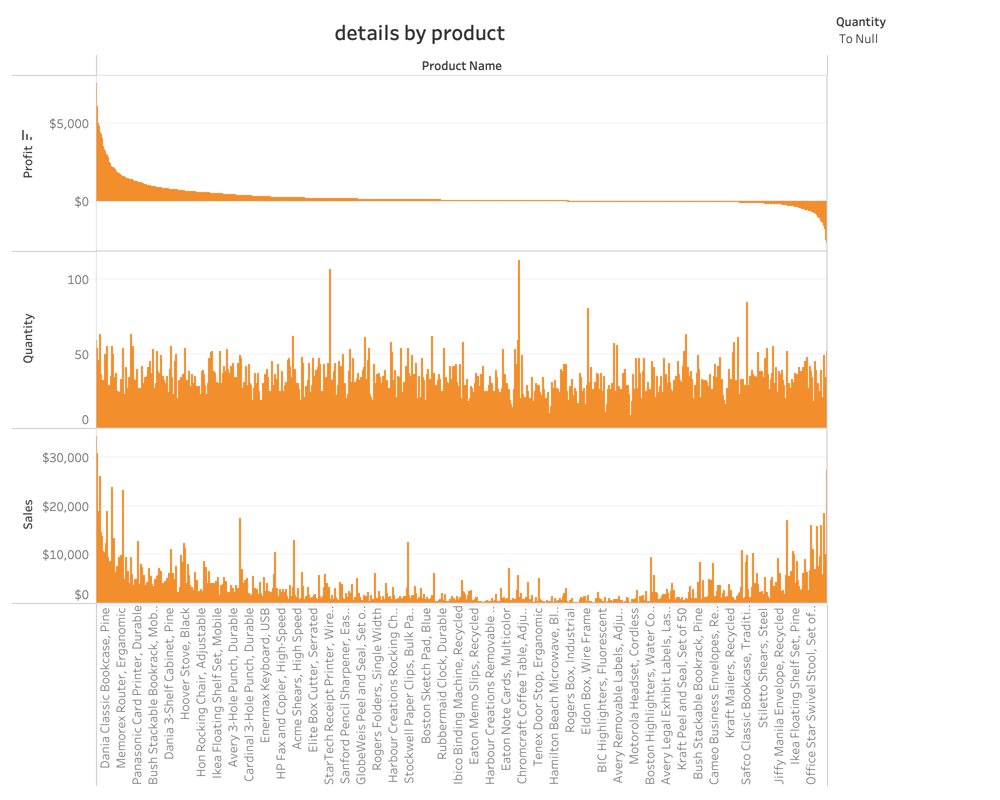 details by product
Quantity
To Null
Product Name
Profit
$5,000
$0
Quantity
100
50
0
Sales
$30,000
$20,000
$10,000
$0
Dania Classic Bookcase, Pine
Memorex Router, Erganomic
Panasonic Card Printer, Durable
Bush Stackable Bookrack, Mob..
Dania 3-Shelf Cabinet, Pine
Hoover Stove, Black
Hon Rocking Chair, Adjustable
Ikea Floating Shelf Set, Mobile
Avery 3-Hole Punch, Durable
Cardinal 3-Hole Punch, Durable
Enermax Keyboard, USB
HP Fax and Copier, High-Speed
Acme Shears, High Speed
Elite Box Cutter, Serrated
StarTech Receipt Printer, Wire..
Sanford Pencil Sharpener, Eas..
GlobeWeis Peel and Seal, Set o..
Rogers Folders, Single Width
Harbour Creations Rocking Ch..
Stockwell Paper Clips, Bulk Pa..
Boston Sketch Pad, Blue
Rubbermaid Clock, Durable
Ibico Binding Machine, Recycled
Eaton Memo Slips, Recycled
Harbour Creations Removable ..
Eaton Note Cards, Multicolor
Chromcraft Coffee Table, Adju..
Tenex Door Stop, Erganomic
Hamilton Beach Microwave, Bl..
Rogers Box, Industrial
Eldon Box, Wire Frame
BIC Highlighters, Fluorescent
Avery Removable Labels, Adju..
Motorola Headset, Cordless
Boston Highlighters, Water Co..
Avery Legal Exhibit Labels, Las..
Kraft Peel and Seal, Set of 50
Bush Stackable Bookrack, Pine
Cameo Business Envelopes, Re..
Kraft Mailers, Recycled
Safco Classic Bookcase, Traditi..
Stiletto Shears, Steel
Jiffy Manila Envelope, Recycled
Ikea Floating Shelf Set, Pine
Office Star Swivel Stool, Set of..